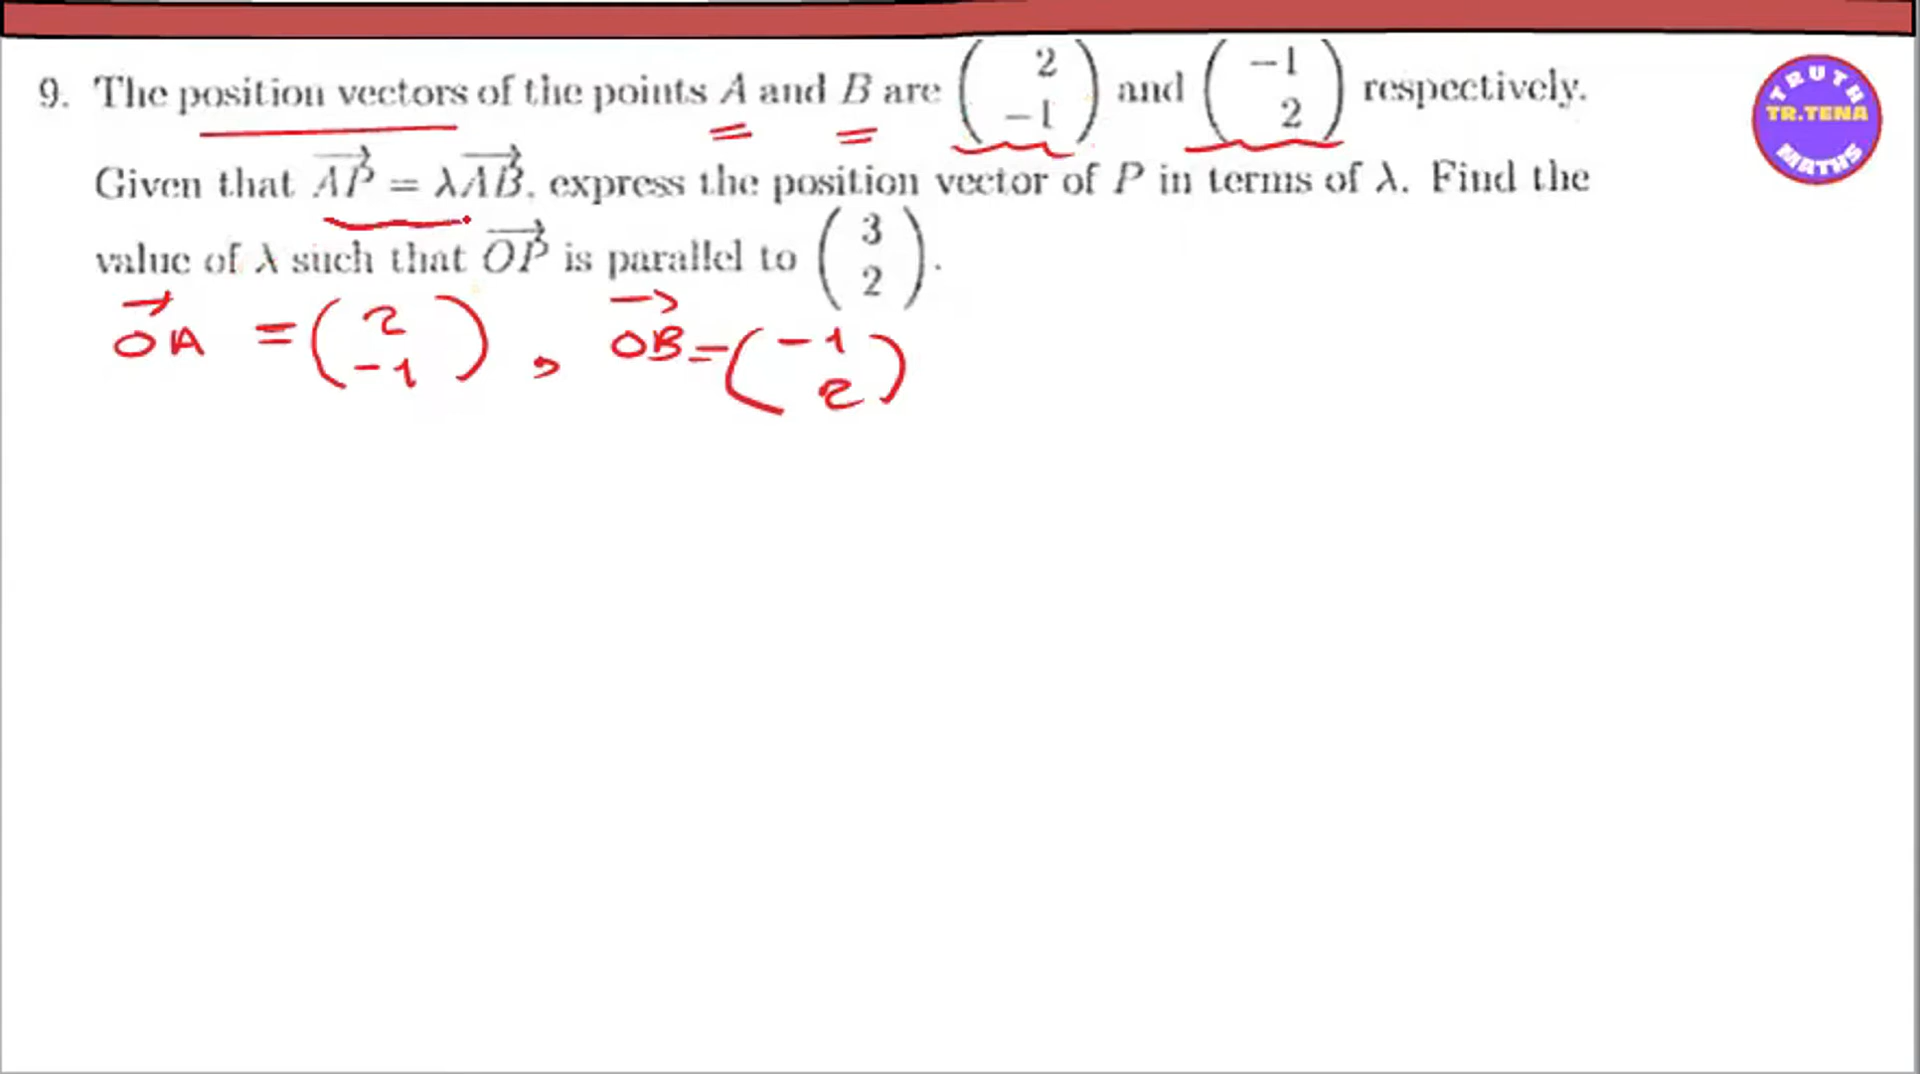 9. The position vectors of the points A and B are (2 -1) and (-1 2) respectively.
Given that AP→ = λAB→, express the position vector of P in terms of λ. Find the
value of λ such that OP→ is parallel to (3 2).
OA→ = (2 -1), OB→ = (-1 2)
TRUTH
TR.TENA
MATHS